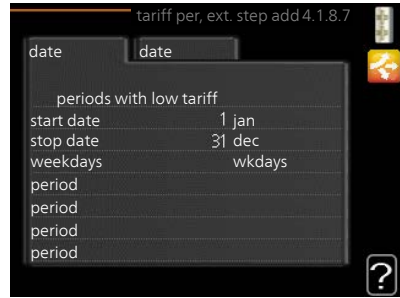 tariff per, ext. step add 4.1.8.7
date date
periods with low tariff
start date 1 jan
stop date 31 dec
weekdays wkdays
period
period
period
period
?